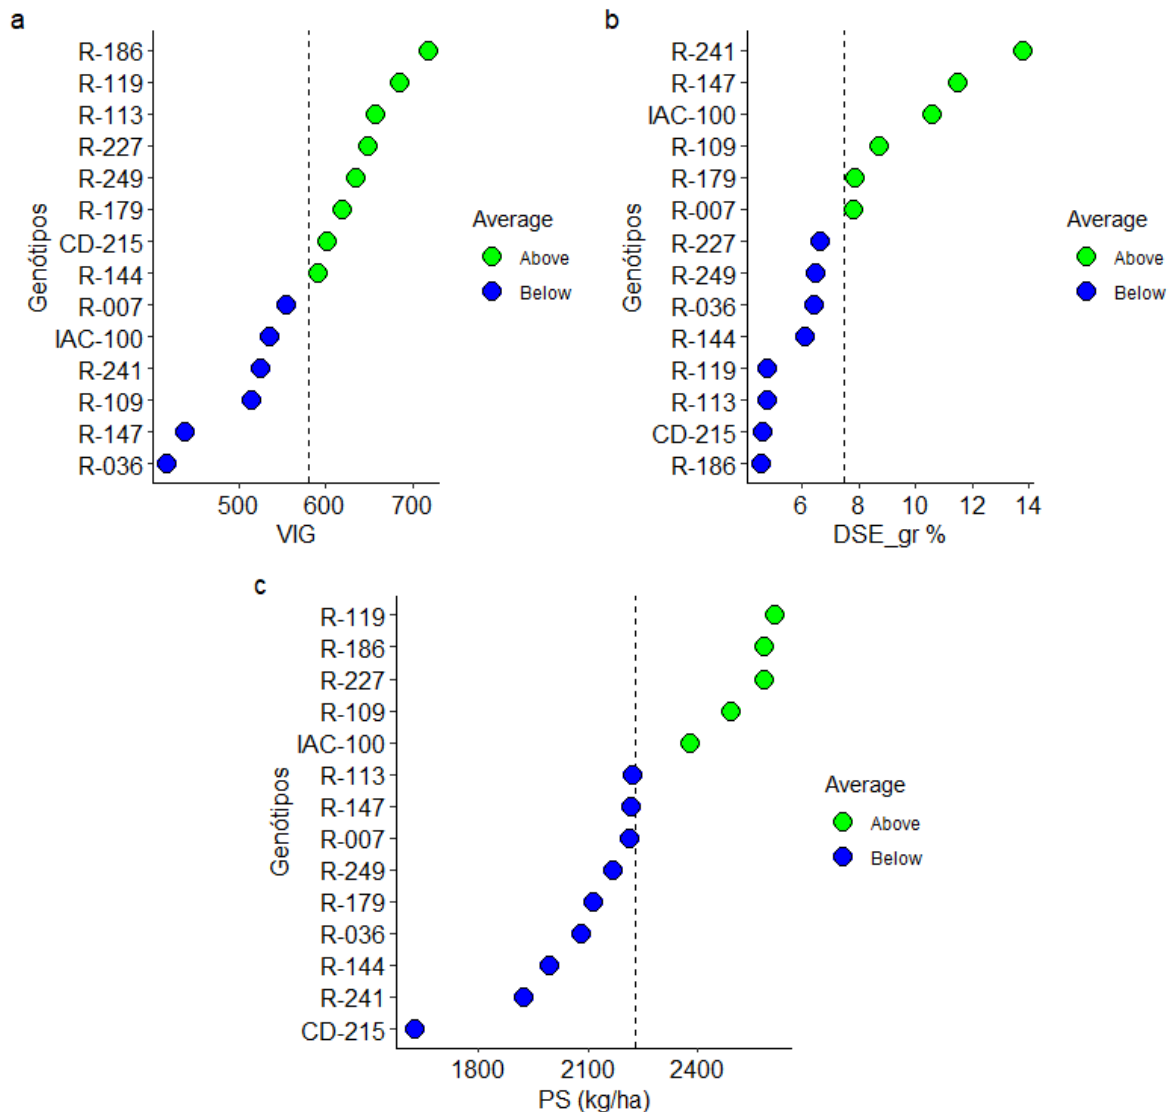 a
R-186
R-119
R-113
R-227
R-249
R-179
CD-215
R-144
R-007
IAC-100
R-241
R-109
R-147
R-036
Genótipos
500 600 700
VIG
Average
Above
Below
b
R-241
R-147
IAC-100
R-109
R-179
R-007
R-227
R-249
R-036
R-144
R-119
R-113
CD-215
R-186
Genótipos
6 8 10 12 14
DSE_gr %
Average
Above
Below
c
R-119
R-186
R-227
R-109
IAC-100
R-113
R-147
R-007
R-249
R-179
R-036
R-144
R-241
CD-215
Genótipos
1800 2100 2400
PS (kg/ha)
Average
Above
Below